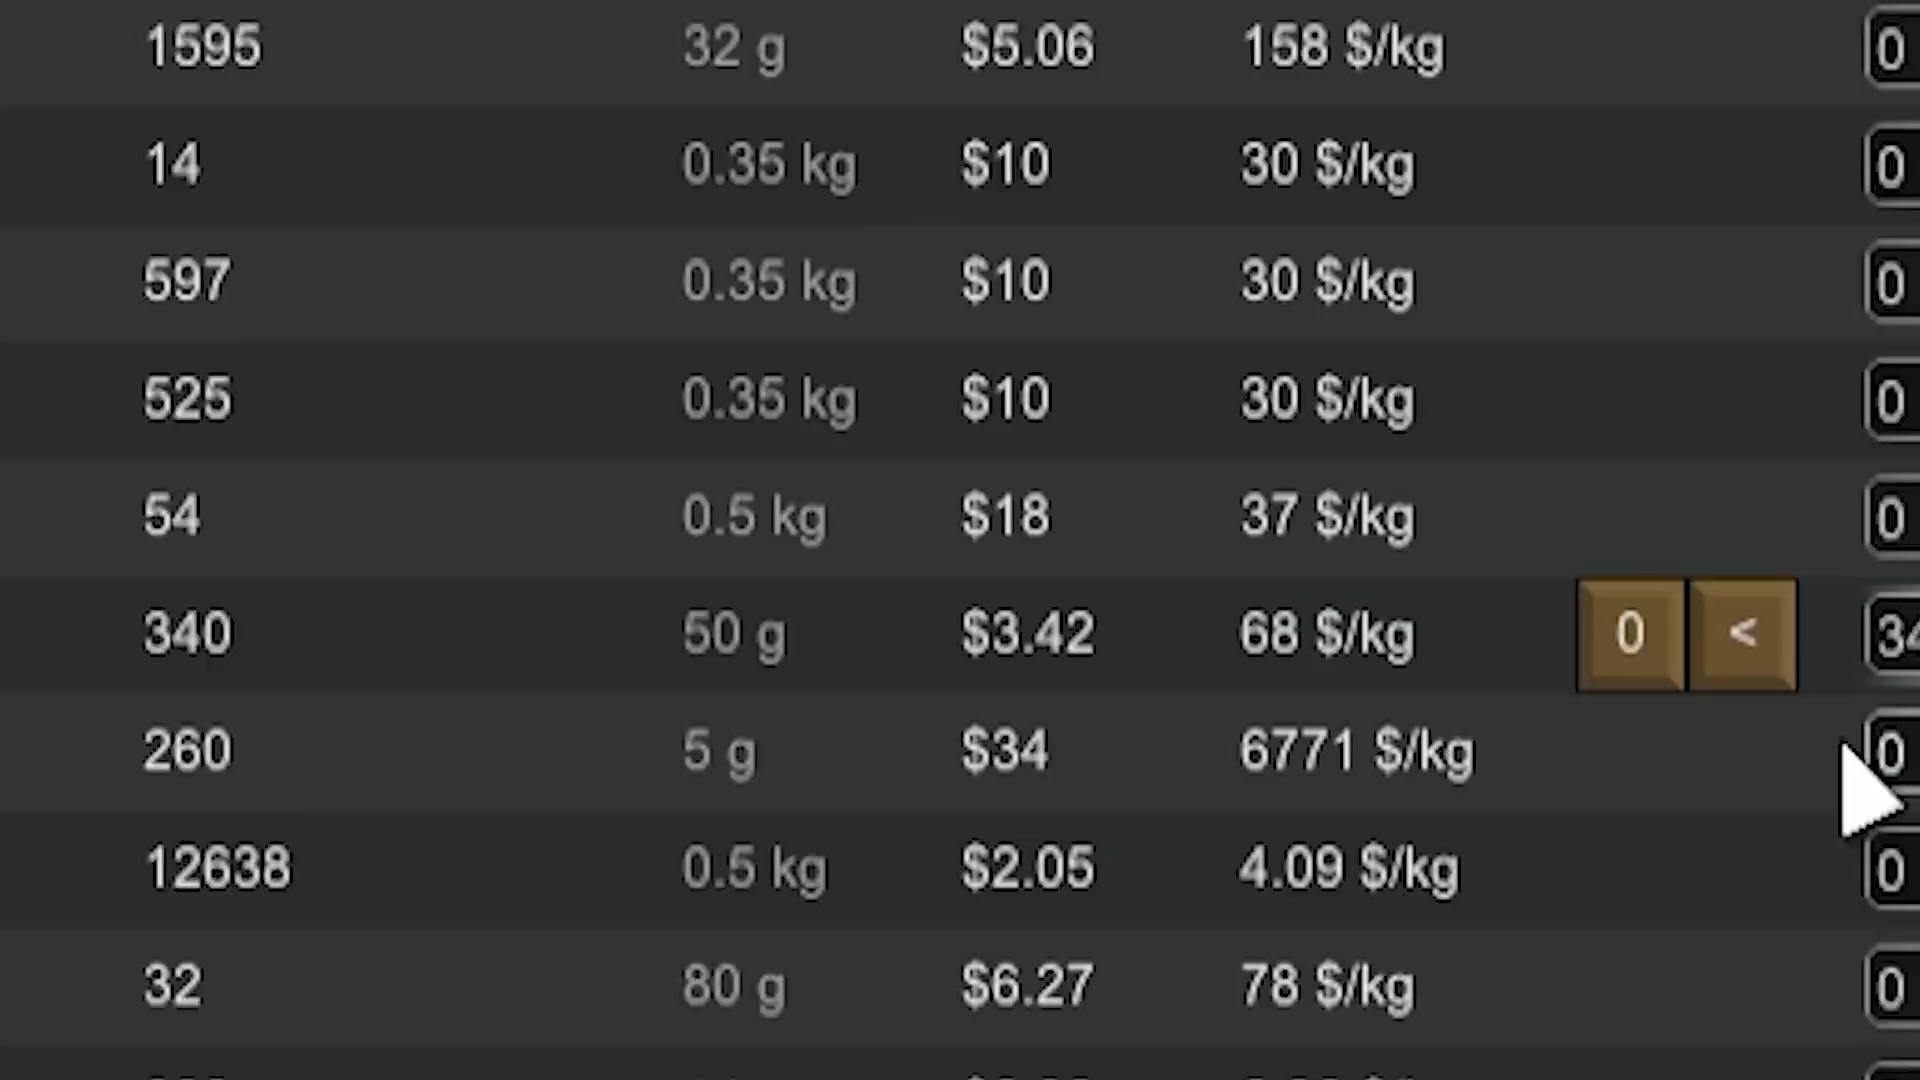 1595 32 g $5.06 158 $/kg 0
14 0.35 kg $10 30 $/kg 0
597 0.35 kg $10 30 $/kg 0
525 0.35 kg $10 30 $/kg 0
54 0.5 kg $18 37 $/kg 0
340 50 g $3.42 68 $/kg 0 < 34
260 5 g $34 6771 $/kg 0
12638 0.5 kg $2.05 4.09 $/kg 0
32 80 g $6.27 78 $/kg 0